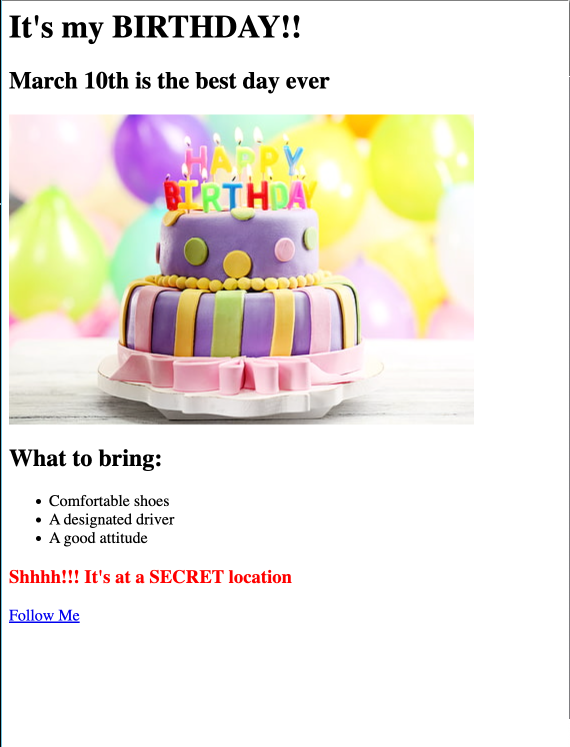 It's my BIRTHDAY!!
March 10th is the best day ever
HAPPY
BIRTHDAY
What to bring:
Comfortable shoes
A designated driver
A good attitude
Shhhh!!! It's at a SECRET location
Follow Me